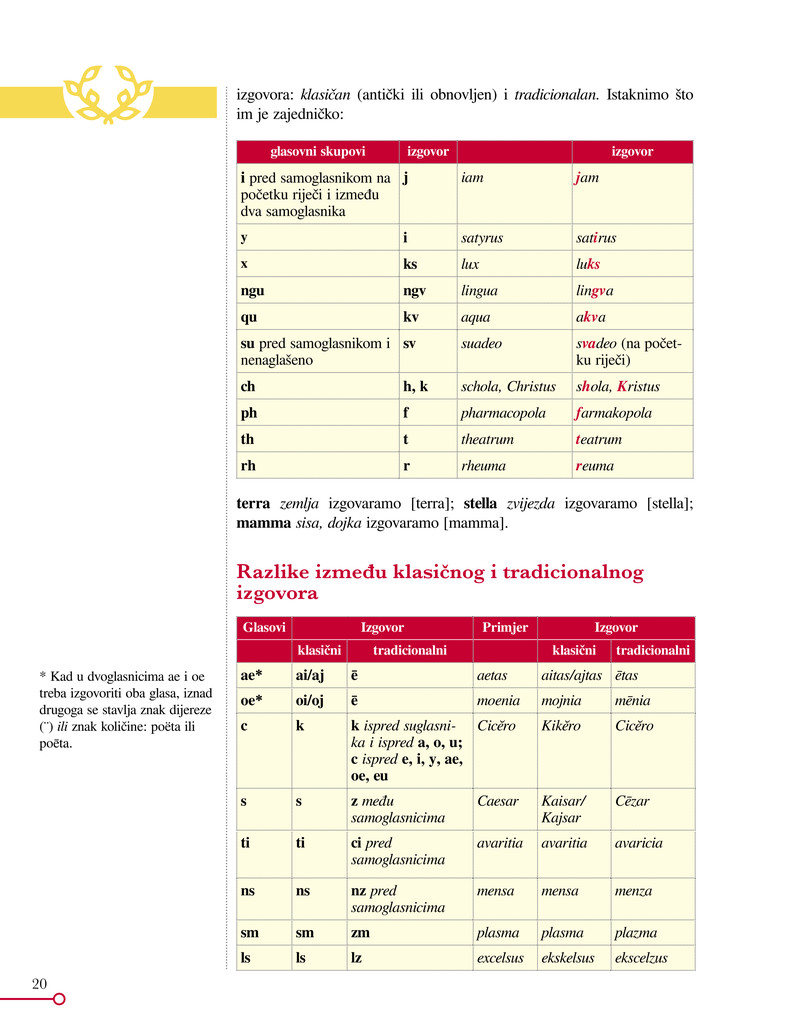 izgovora: klasičan (antički ili obnovljen) i tradicionalan. Istaknimo što
im je zajedničko:
glasovni skupovi izgovor izgovor
i pred samoglasnikom na j iam jam
početku riječi i između
dva samoglasnika
y i satyrus satirus
x ks lux luks
ngu ngv lingua lingva
qu kv aqua akva
su pred samoglasnikom i sv suadeo svadeo (na počet-
nenaglašeno ku riječi)
ch h, k schola, Christus shola, Kristus
ph f pharmacopola farmakopola
th t theatrum teatrum
rh r rheuma reuma
terra zemlja izgovaramo [terra]; stella zvijezda izgovaramo [stella];
mamma sisa, dojka izgovaramo [mamma].
Razlike između klasičnog i tradicionalnog
izgovora
Glasovi Izgovor Primjer Izgovor
klasični tradicionalni klasični tradicionalni
ae* ai/aj ē aetas aitas/ajtas ētas
oe* oi/oj ē moenia mojnia mēnia
c k k ispred suglasni- Cicĕro Kikĕro Cicĕro
ka i ispred a, o, u;
c ispred e, i, y, ae,
oe, eu
s s z među Caesar Kaisar/ Cēzar
samoglasnicima Kajsar
ti ti ci pred avaritia avaritia avaricia
samoglasnicima
ns ns nz pred mensa mensa menza
samoglasnicima
sm sm zm plasma plasma plazma
ls ls lz excelsus ekskelsus ekscelzus
* Kad u dvoglasnicima ae i oe
treba izgovoriti oba glasa, iznad
drugoga se stavlja znak dijereze
(¨) ili znak količine: poëta ili
poēta.
20